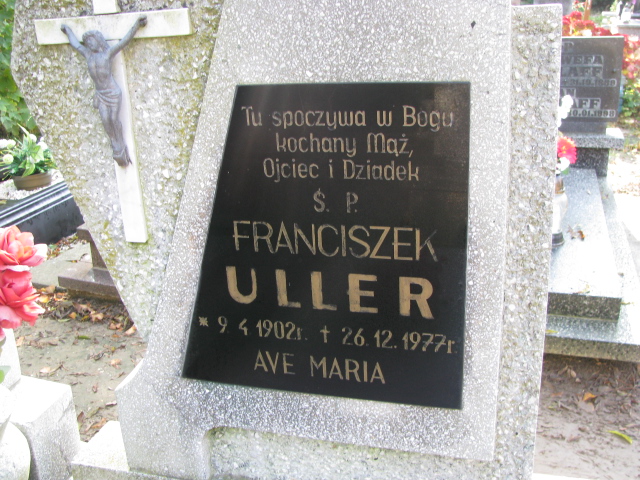 Tu spoczywa w Bogu
kochany Mąż,
Ojciec i Dziadek
Ś. P.
FRANCISZEK
ULLER
* 9 4 1902r. + 26.12.1977r
AVE MARIA